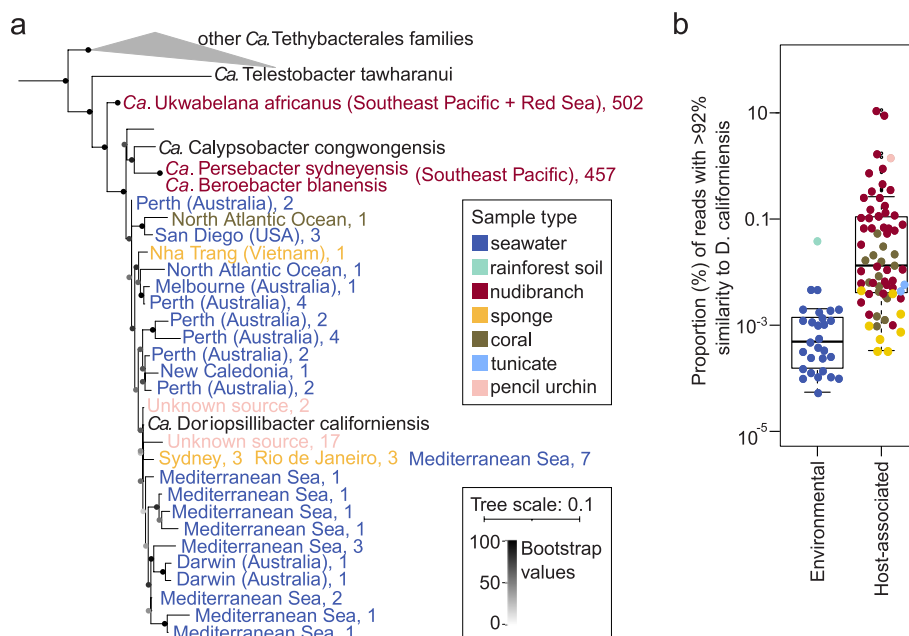 a
other Ca. Tethybacterales families
Ca. Telestobacter tawharanui
Ca. Ukwabelana africanus (Southeast Pacific + Red Sea), 502
Ca. Calypsobacter congwongensis
Ca. Persebacter sydneyensis
Ca. Beroebacter blanensis
(Southeast Pacific), 457
Perth (Australia), 2
North Atlantic Ocean, 1
San Diego (USA), 3
Nha Trang (Vietnam), 1
North Atlantic Ocean, 1
Melbourne (Australia), 1
Perth (Australia), 4
Perth (Australia), 2
Perth (Australia), 4
Perth (Australia), 2
New Caledonia, 1
Perth (Australia), 2
Unknown source, 2
Ca. Doriopsillibacter californiensis
Unknown source, 17
Sydney, 3 Rio de Janeiro, 3 Mediterranean Sea, 7
Mediterranean Sea, 1
Mediterranean Sea, 1
Mediterranean Sea, 1
Mediterranean Sea, 1
Mediterranean Sea, 3
Darwin (Australia), 1
Darwin (Australia), 1
Mediterranean Sea, 2
Mediterranean Sea, 1
Mediterranean Sea, 1
Sample type
seawater
rainforest soil
nudibranch
sponge
coral
tunicate
pencil urchin
Tree scale: 0.1
100
50
0
Bootstrap
values
b
Proportion (%) of reads with >92%
similarity to D. californiensis
10
0.1
10-3
10-5
Environmental
Host-associated